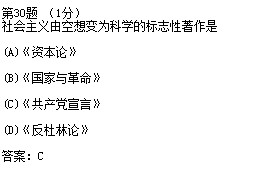 第30题 （1分）
社会主义由空想变为科学的标志性著作是
(A)《资本论》
(B)《国家与革命》
(C)《共产党宣言》
(D)《反杜林论》
答案：C